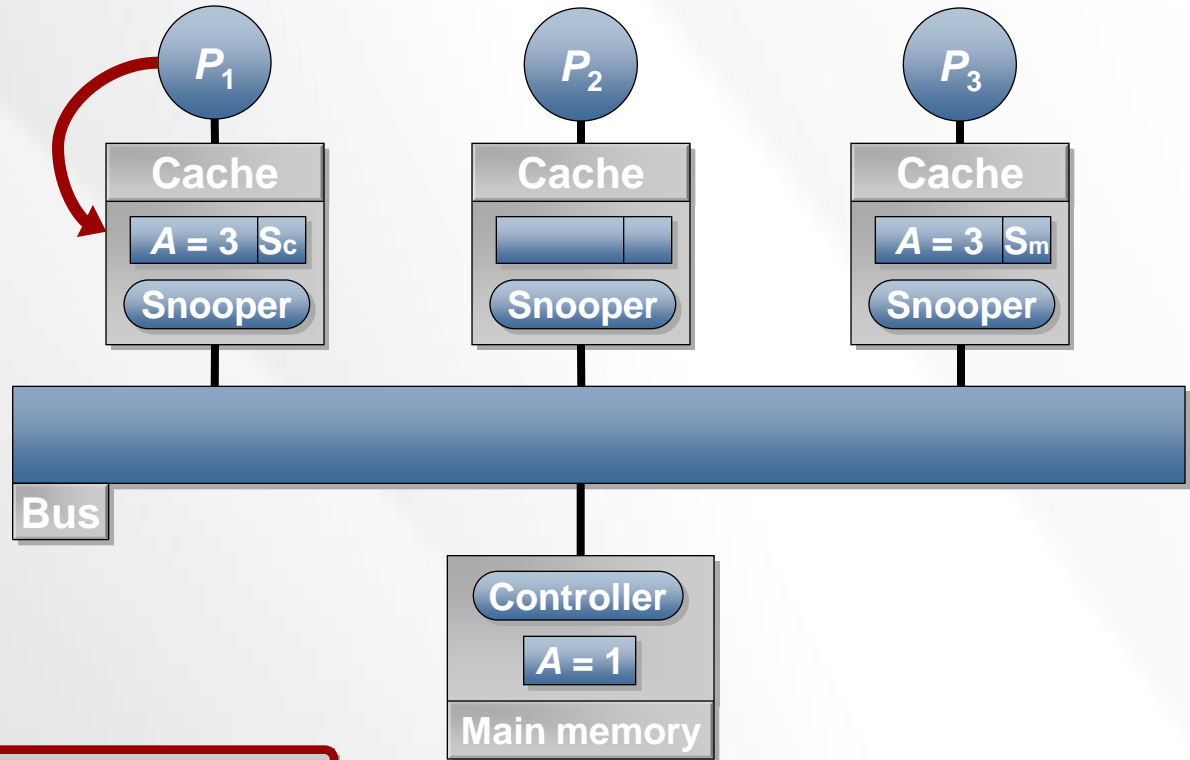 P1
P2
P3
Cache
Cache
Cache
A = 3 Sc
A = 3 Sm
Snooper
Snooper
Snooper
Bus
Controller
A = 1
Main memory